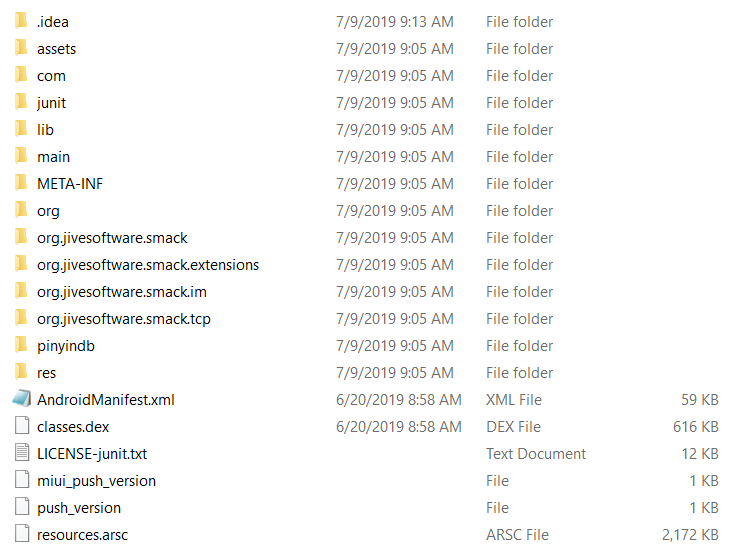 .idea 7/9/2019 9:13 AM File folder
assets 7/9/2019 9:05 AM File folder
com 7/9/2019 9:05 AM File folder
junit 7/9/2019 9:05 AM File folder
lib 7/9/2019 9:05 AM File folder
main 7/9/2019 9:05 AM File folder
META-INF 7/9/2019 9:05 AM File folder
org 7/9/2019 9:05 AM File folder
org.jivesoftware.smack 7/9/2019 9:05 AM File folder
org.jivesoftware.smack.extensions 7/9/2019 9:05 AM File folder
org.jivesoftware.smack.im 7/9/2019 9:05 AM File folder
org.jivesoftware.smack.tcp 7/9/2019 9:05 AM File folder
pinyindb 7/9/2019 9:05 AM File folder
res 7/9/2019 9:05 AM File folder
AndroidManifest.xml 6/20/2019 8:58 AM XML File 59 KB
classes.dex 6/20/2019 8:58 AM DEX File 616 KB
LICENSE-junit.txt Text Document 12 KB
miui_push_version File 1 KB
push_version File 1 KB
resources.arsc ARSC File 2,172 KB